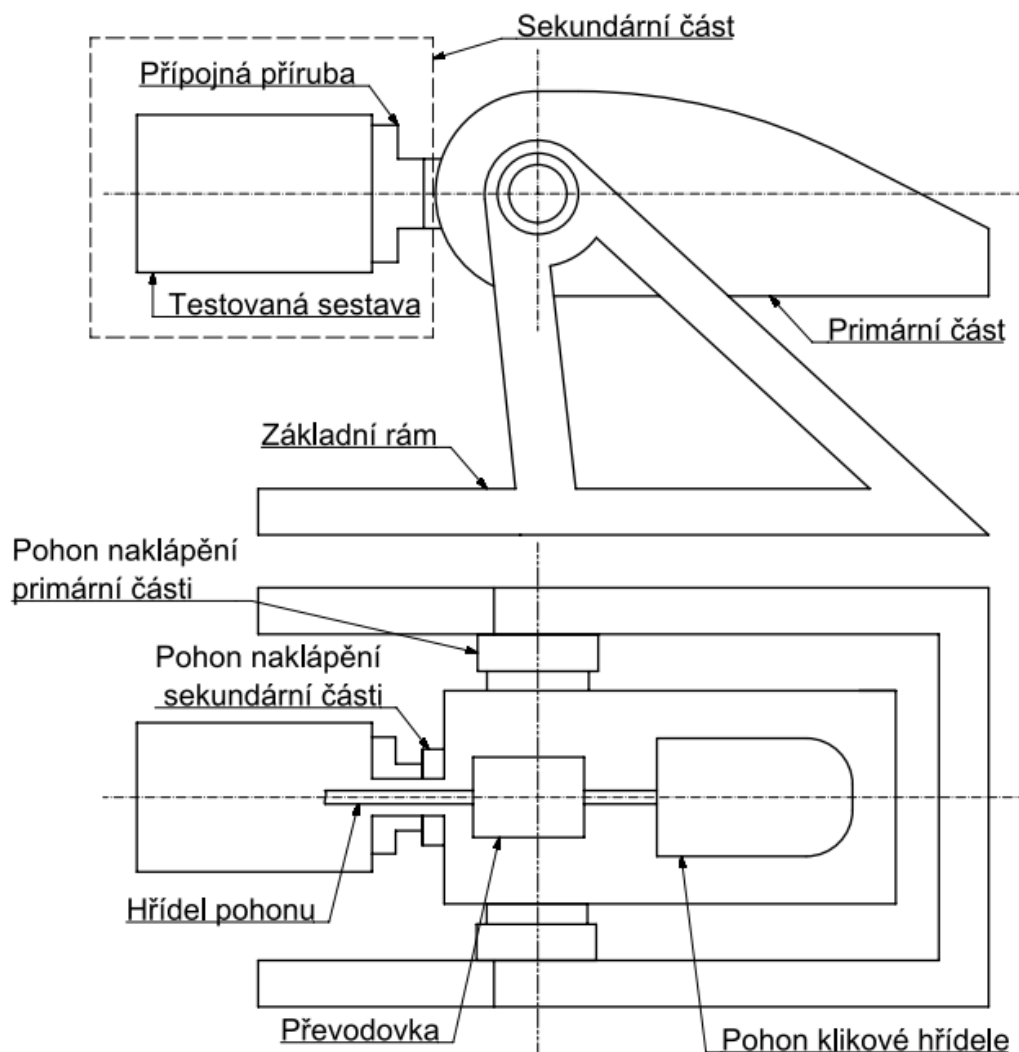 Sekundární část
Přípojná příruba
Testovaná sestava
Primární část
Základní rám
Pohon naklápění
primární části
Pohon naklápění
sekundární části
Hřídel pohonu
Převodovka
Pohon klikové hřídele